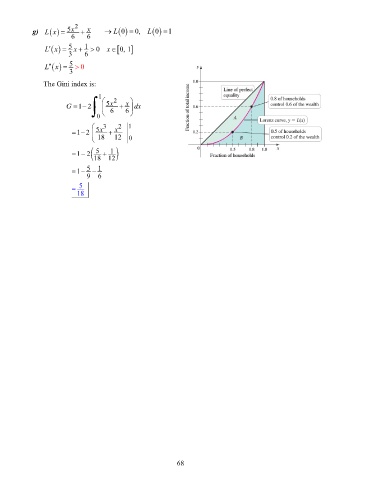 g) L(x) = 5x²/6 + x/6 → L(0) = 0, L(0) = 1
L'(x) = 5/3 x + 1/6 > 0 x ∈ [0, 1]
L"(x) = 5/3 > 0
The Gini index is:
G = 1 − 2 ∫₀¹ (5x²/6 + x/6) dx
= 1 − 2 (5x³/18 + x²/12) |₀¹
= 1 − 2 (5/18 + 1/12)
= 1 − 5/9 − 1/6
= 5/18
y
1.0
Line of perfect
equality
0.8 of households
control 0.6 of the wealth
0.6
A
Lorenz curve, y = L(x)
0.5 of households
control 0.2 of the wealth
0.2
B
0 0.5 0.8 1.0 x
Fraction of households
Fraction of total income
68